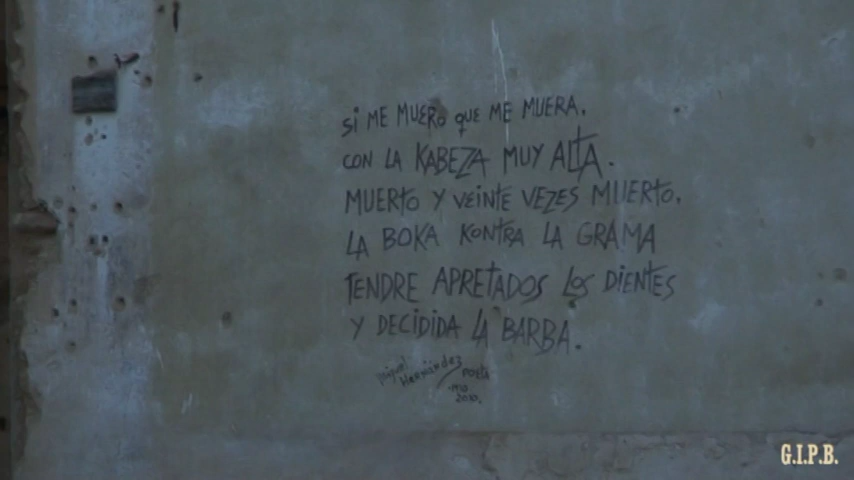 Si ME MUERO QUE ME MUERA.
CON LA KABEZA MUY ALTA.
MUERTO Y VEINTE VEZES MUERTO.
LA BOKA KONTRA LA GRAMA
TENDRE APRETADOS LOS DIENTES
Y DECIDIDA LA BARBA.
Miguel
HERNÁNDEZ / POETA
2010.
G.I.P.B.